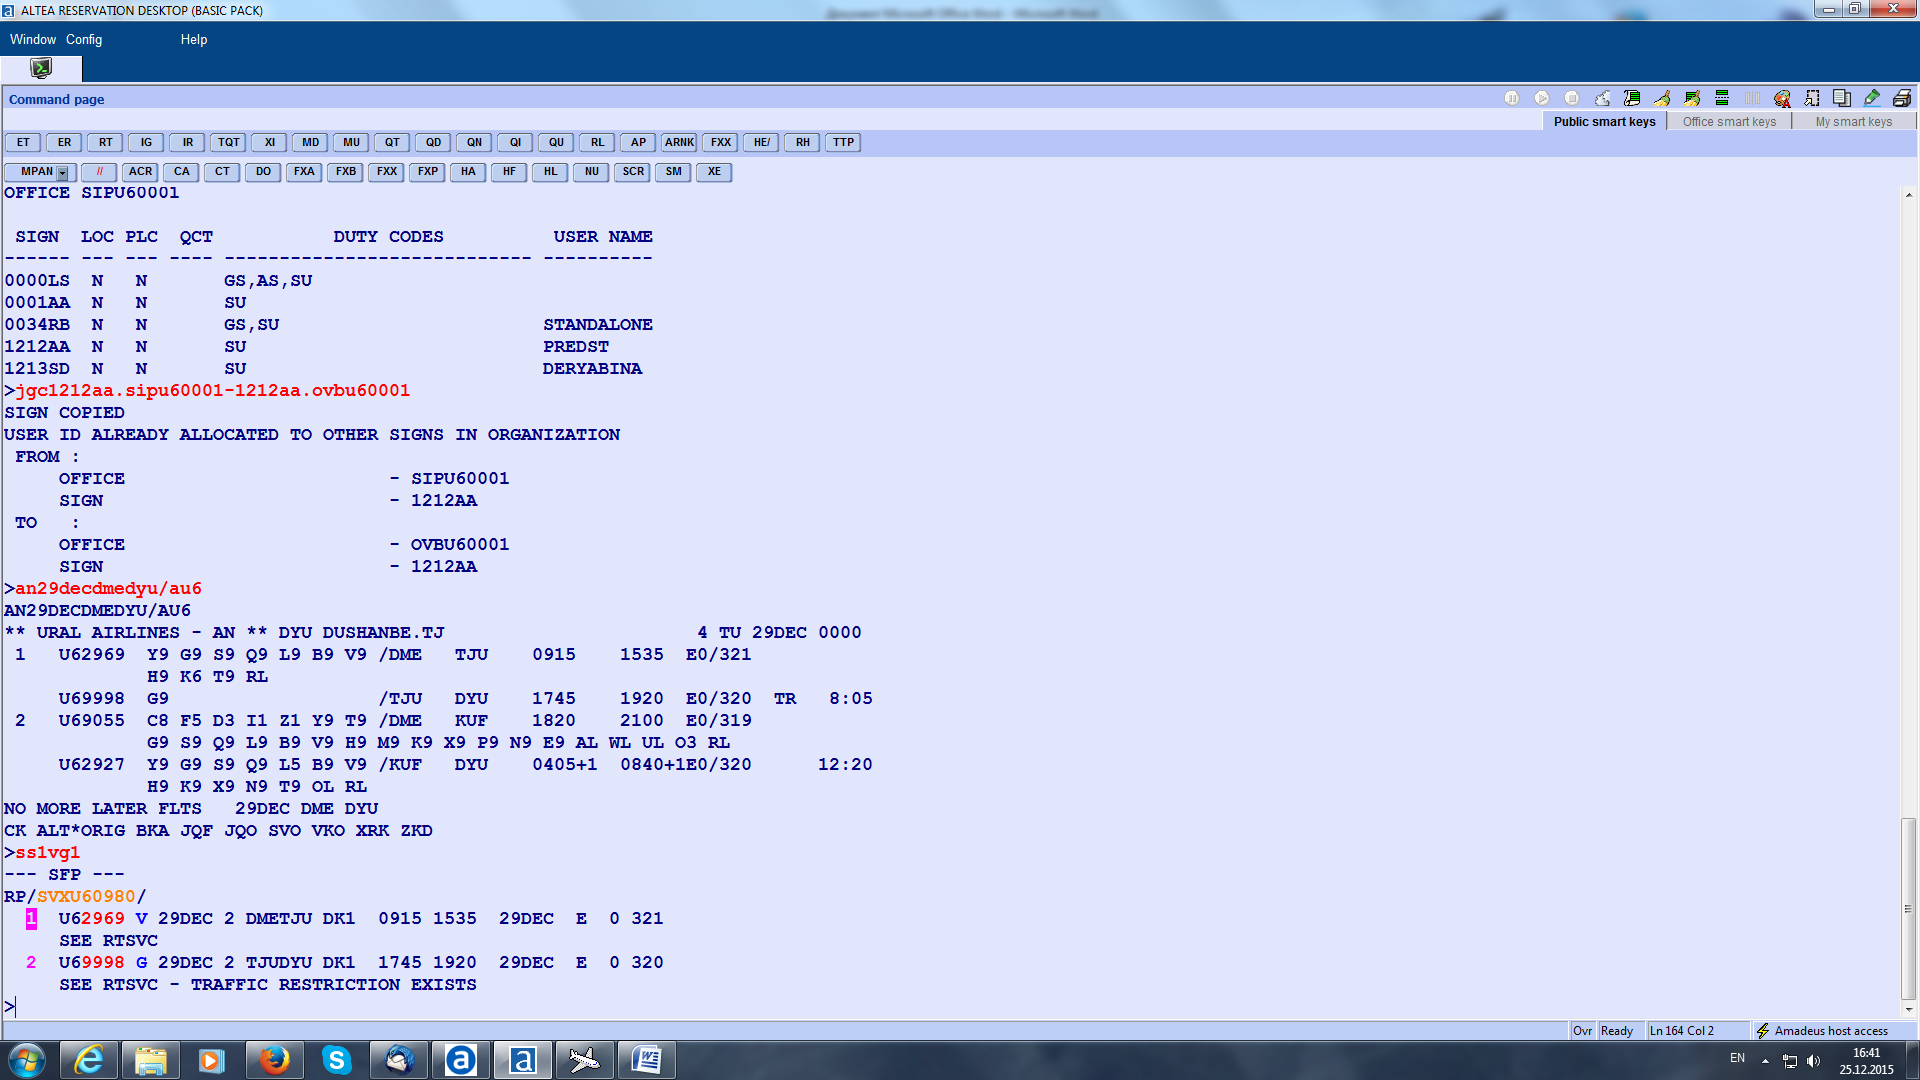 ALTEA RESERVATION DESKTOP (BASIC PACK)
Window Config Help
Command page
Public smart keys Office smart keys My smart keys
ET ER RT IG IR TQT XI MD MU QT QD QN QI QU RL AP ARNK FXX HE/ RH TTP
MPAN // ACR CA CT DO FXA FXB FXX FXP HA HF HL NU SCR SM XE
OFFICE SIPU60001
SIGN LOC PLC QCT DUTY CODES USER NAME
------ --- --- ---- ---------------------------- ----------
0000LS N N GS,AS,SU
0001AA N N SU
0034RB N N GS,SU STANDALONE
1212AA N N SU PREDST
1213SD N N SU DERYABINA
>jgc1212aa.sipu60001-1212aa.ovbu60001
SIGN COPIED
USER ID ALREADY ALLOCATED TO OTHER SIGNS IN ORGANIZATION
FROM :
OFFICE - SIPU60001
SIGN - 1212AA
TO :
OFFICE - OVBU60001
SIGN - 1212AA
>an29decdmedyu/au6
AN29DECDMEDYU/AU6
** URAL AIRLINES - AN ** DYU DUSHANBE.TJ 4 TU 29DEC 0000
1 U62969 Y9 G9 S9 Q9 L9 B9 V9 /DME TJU 0915 1535 E0/321
H9 K6 T9 RL
U69998 G9 /TJU DYU 1745 1920 E0/320 TR 8:05
2 U69055 C8 F5 D3 I1 Z1 Y9 T9 /DME KUF 1820 2100 E0/319
G9 S9 Q9 L9 B9 V9 H9 M9 K9 X9 P9 N9 E9 AL WL UL O3 RL
U62927 Y9 G9 S9 Q9 L5 B9 V9 /KUF DYU 0405+1 0840+1E0/320 12:20
H9 K9 X9 N9 T9 OL RL
NO MORE LATER FLTS 29DEC DME DYU
CK ALT*ORIG BKA JQF JQO SVO VKO XRK ZKD
>ss1vg1
--- SFP ---
RP/SVXU60980/
1 U62969 V 29DEC 2 DMETJU DK1 0915 1535 29DEC E 0 321
SEE RTSVC
2 U69998 G 29DEC 2 TJUDYU DK1 1745 1920 29DEC E 0 320
SEE RTSVC - TRAFFIC RESTRICTION EXISTS
>
Ovr Ready Ln 164 Col 2 Amadeus host access
EN 16:41
25.12.2015